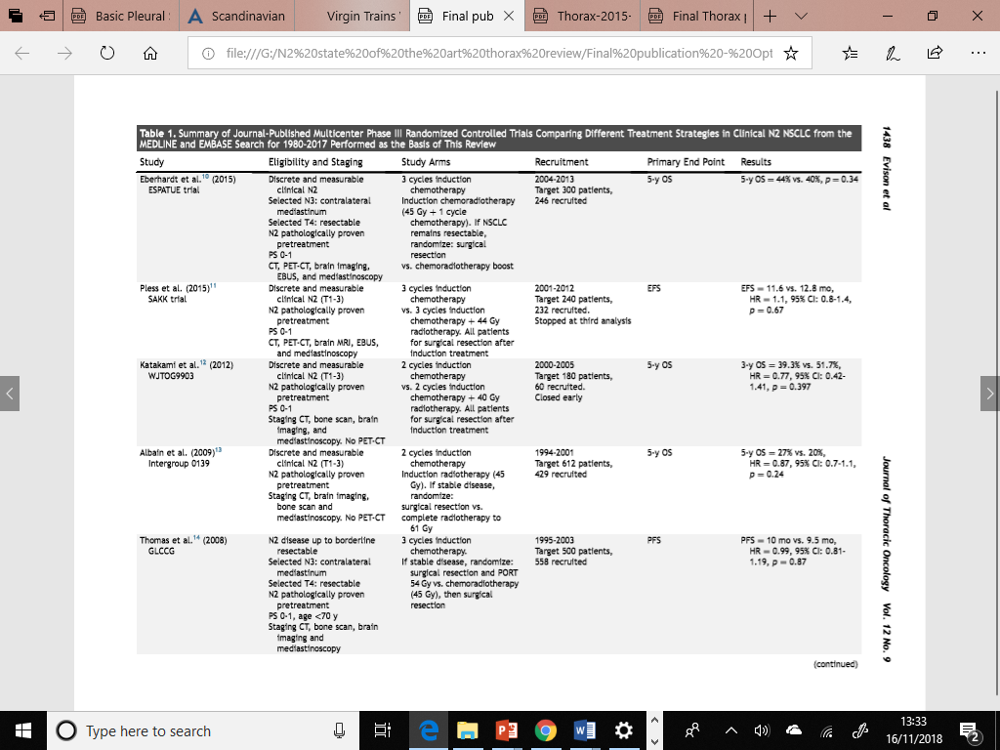 Basic Pleural
Scandinavian
Virgin Trains
Final pub
Thorax-2015-
Final Thorax
file:///G:/N2%20state%20of%20the%20art%20thorax%20review/Final%20publication%20-%20Opt
Table 1. Summary of Journal-Published Multicenter Phase III Randomized Controlled Trials Comparing Different Treatment Strategies in Clinical N2 NSCLC from the
MEDLINE and EMBASE Search for 1980-2017 Performed as the Basis of This Review
Study
Eligibility and Staging
Study Arms
Recruitment
Primary End Point
Results
Eberhardt et al.10 (2015)
ESPATUE trial
Discrete and measurable
clinical N2
Selected N3: contralateral
mediastinum
Selected T4: resectable
N2 pathologically proven
pretreatment
PS 0-1
CT, PET-CT, brain imaging,
EBUS, and mediastinoscopy
3 cycles induction
chemotherapy
Induction chemoradiotherapy
(45 Gy + 1 cycle
chemotherapy). If NSCLC
remains resectable,
randomize: surgical
resection
vs. chemoradiotherapy boost
2004-2013
Target 300 patients,
246 recruited
5-y OS
5-y OS = 44% vs. 40%, p = 0.34
Pless et al. (2015)11
SAKK trial
Discrete and measurable
clinical N2 (T1-3)
N2 pathologically proven
pretreatment
PS 0-1
CT, PET-CT, brain MRI, EBUS,
and mediastinoscopy
3 cycles induction
chemotherapy
vs. 3 cycles induction
chemotherapy + 44 Gy
radiotherapy. All patients
for surgical resection after
induction treatment
2001-2012
Target 240 patients,
232 recruited.
Stopped at third analysis
EFS
EFS = 11.6 vs. 12.8 mo,
HR = 1.1, 95% CI: 0.8-1.4,
p = 0.67
Katakami et al.12 (2012)
WJTOG9903
Discrete and measurable
clinical N2 (T1-3)
N2 pathologically proven
pretreatment
PS 0-1
Staging CT, bone scan, brain
imaging, and
mediastinoscopy. No PET-CT
2 cycles induction
chemotherapy
vs. 2 cycles induction
chemotherapy + 40 Gy
radiotherapy. All patients
for surgical resection after
induction treatment
2000-2005
Target 180 patients,
60 recruited.
Closed early
5-y OS
3-y OS = 39.3% vs. 51.7%,
HR = 0.77, 95% CI: 0.42-
1.41, p = 0.397
Albain et al. (2009)13
Intergroup 0139
Discrete and measurable
clinical N2 (T1-3)
N2 pathologically proven
pretreatment
Staging CT, brain imaging,
bone scan and
mediastinoscopy. No PET-CT
2 cycles induction
chemotherapy
Induction radiotherapy (45
Gy). If stable disease,
randomize:
surgical resection vs.
complete radiotherapy to
61 Gy
1994-2001
Target 612 patients,
429 recruited
5-y OS
5-y OS = 27% vs. 20%,
HR = 0.87, 95% CI: 0.7-1.1,
p = 0.24
Thomas et al.14 (2008)
GLCCG
N2 disease up to borderline
resectable
Selected N3: contralateral
mediastinum
Selected T4: resectable
N2 pathologically proven
pretreatment
PS 0-1, age <70 y
Staging CT, bone scan, brain
imaging and
mediastinoscopy
3 cycles induction
chemotherapy.
If stable disease, randomize:
surgical resection and PORT
54 Gy vs. chemoradiotherapy
(45 Gy), then surgical
resection
1995-2003
Target 500 patients,
558 recruited
PFS
PFS = 10 mo vs. 9.5 mo,
HR = 0.99, 95% CI: 0.81-
1.19, p = 0.87
(continued)
1438 Evison et al
Journal of Thoracic Oncology Vol. 12 No. 9
Type here to search
13:33
16/11/2018
2